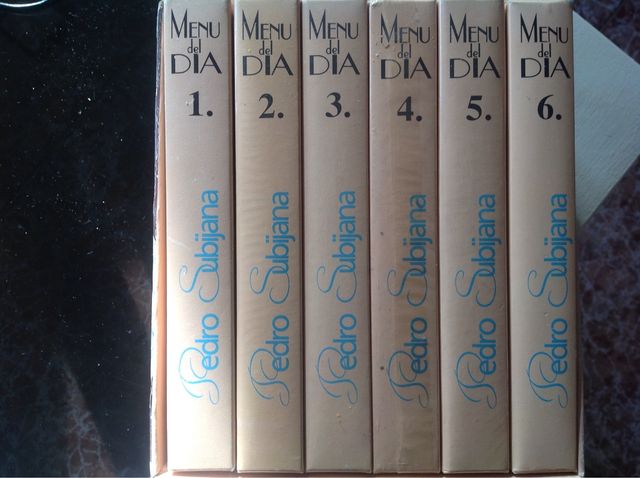 MENU
del
DIA
1.
Pedro Subijana
MENU
del
DIA
2.
Pedro Subijana
MENU
del
DIA
3.
Pedro Subijana
MENU
del
DIA
4.
Pedro Subijana
MENU
del
DIA
5.
Pedro Subijana
MENU
del
DIA
6.
Pedro Subijana